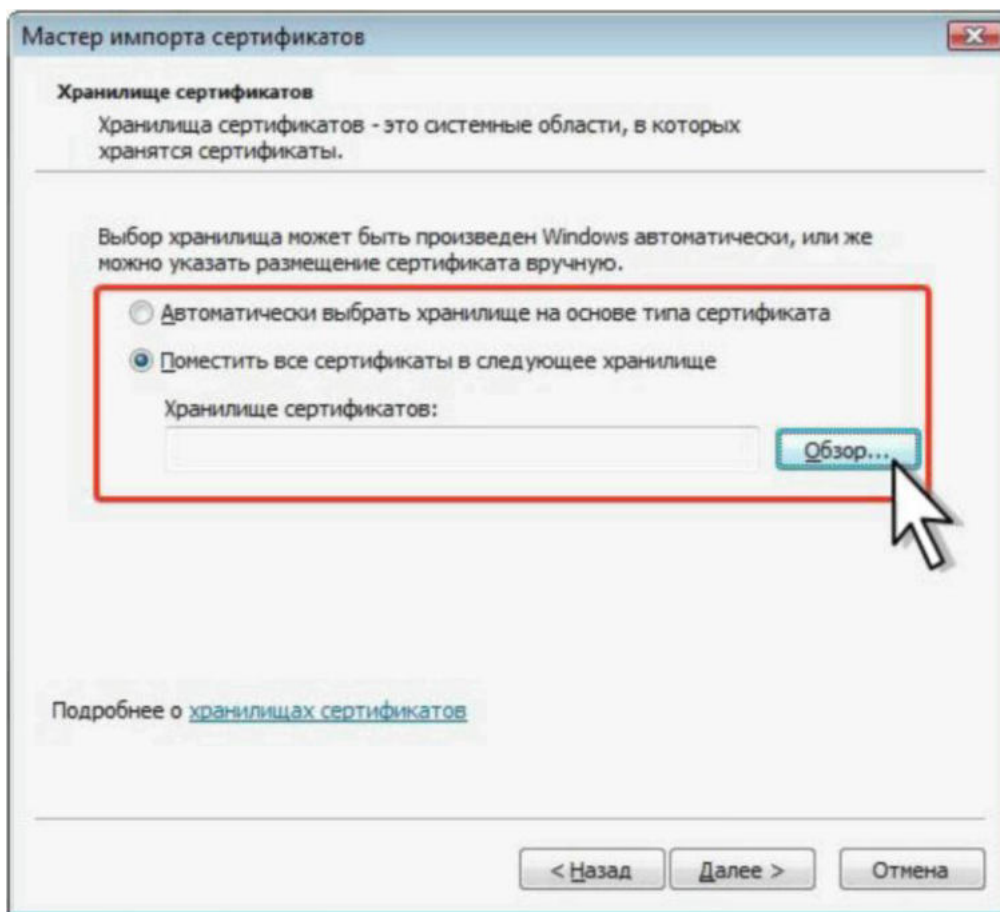 Мастер импорта сертификатов
Хранилище сертификатов
Хранилища сертификатов - это системные области, в которых
хранятся сертификаты.
Выбор хранилища может быть произведен Windows автоматически, или же
можно указать размещение сертификата вручную.
Автоматически выбрать хранилище на основе типа сертификата
Поместить все сертификаты в следующее хранилище
Хранилище сертификатов:
Обзор...
Подробнее о хранилищах сертификатов
< Назад Далее > Отмена